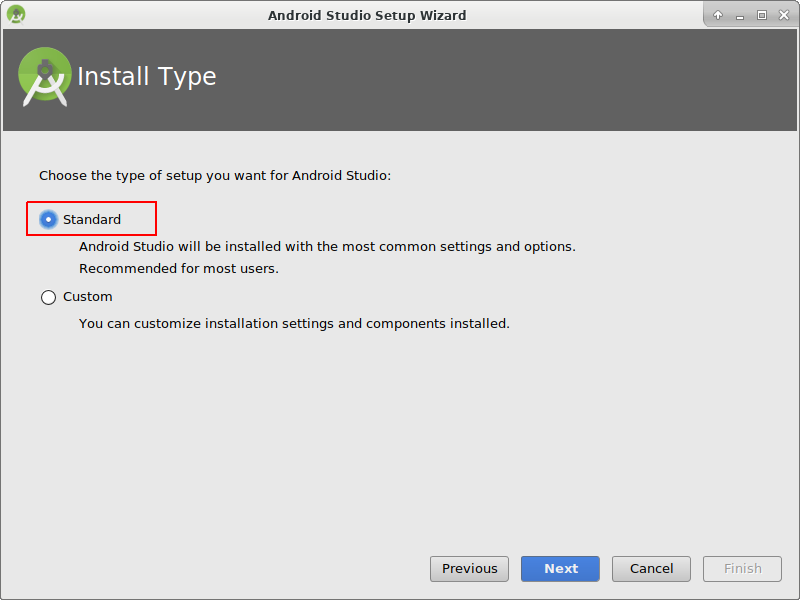 Android Studio Setup Wizard
Install Type
Choose the type of setup you want for Android Studio:
Standard
Android Studio will be installed with the most common settings and options.
Recommended for most users.
Custom
You can customize installation settings and components installed.
Previous Next Cancel Finish